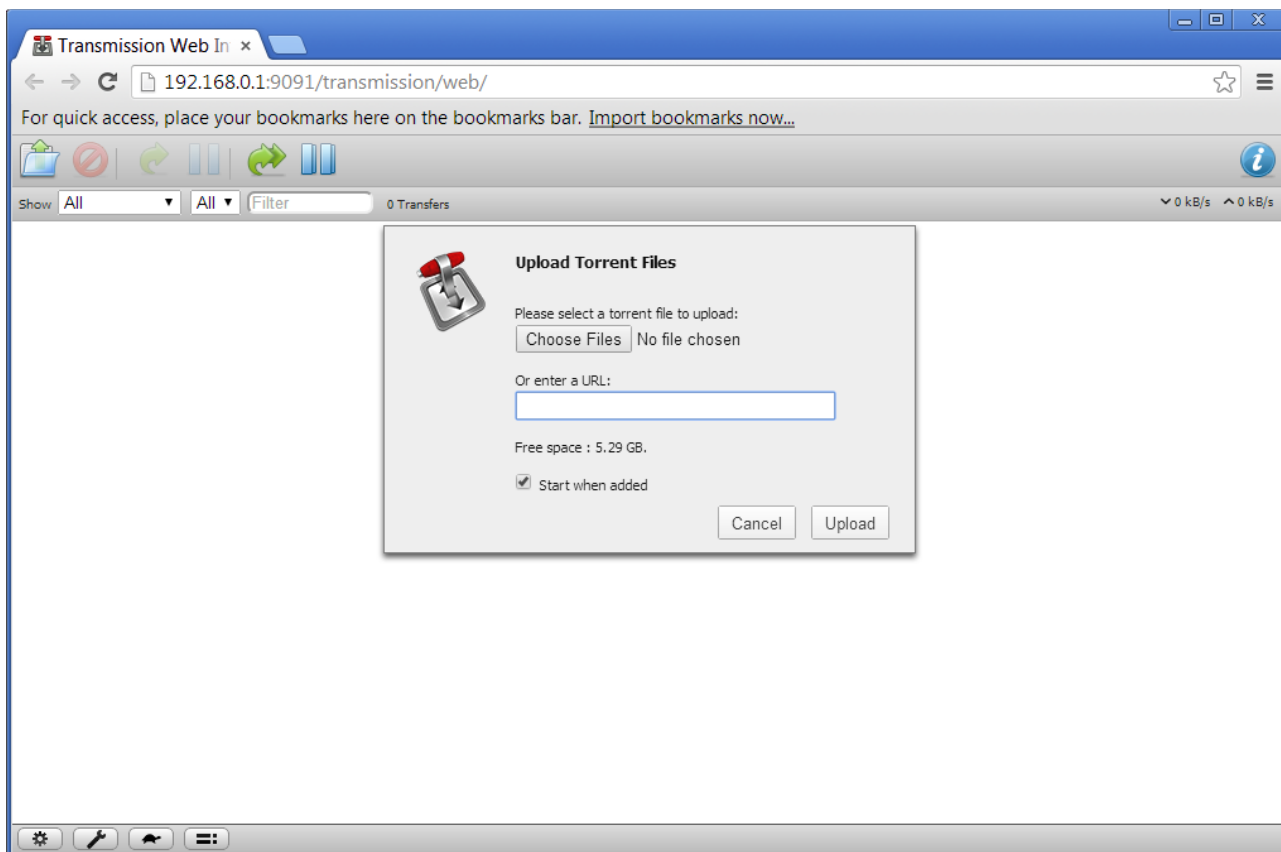 Transmission Web In
192.168.0.1:9091/transmission/web/
For quick access, place your bookmarks here on the bookmarks bar. Import bookmarks now...
Show All All Filter 0 Transfers 0 kB/s 0 kB/s
Upload Torrent Files
Please select a torrent file to upload:
Choose Files No file chosen
Or enter a URL:
Free space : 5.29 GB.
Start when added
Cancel Upload